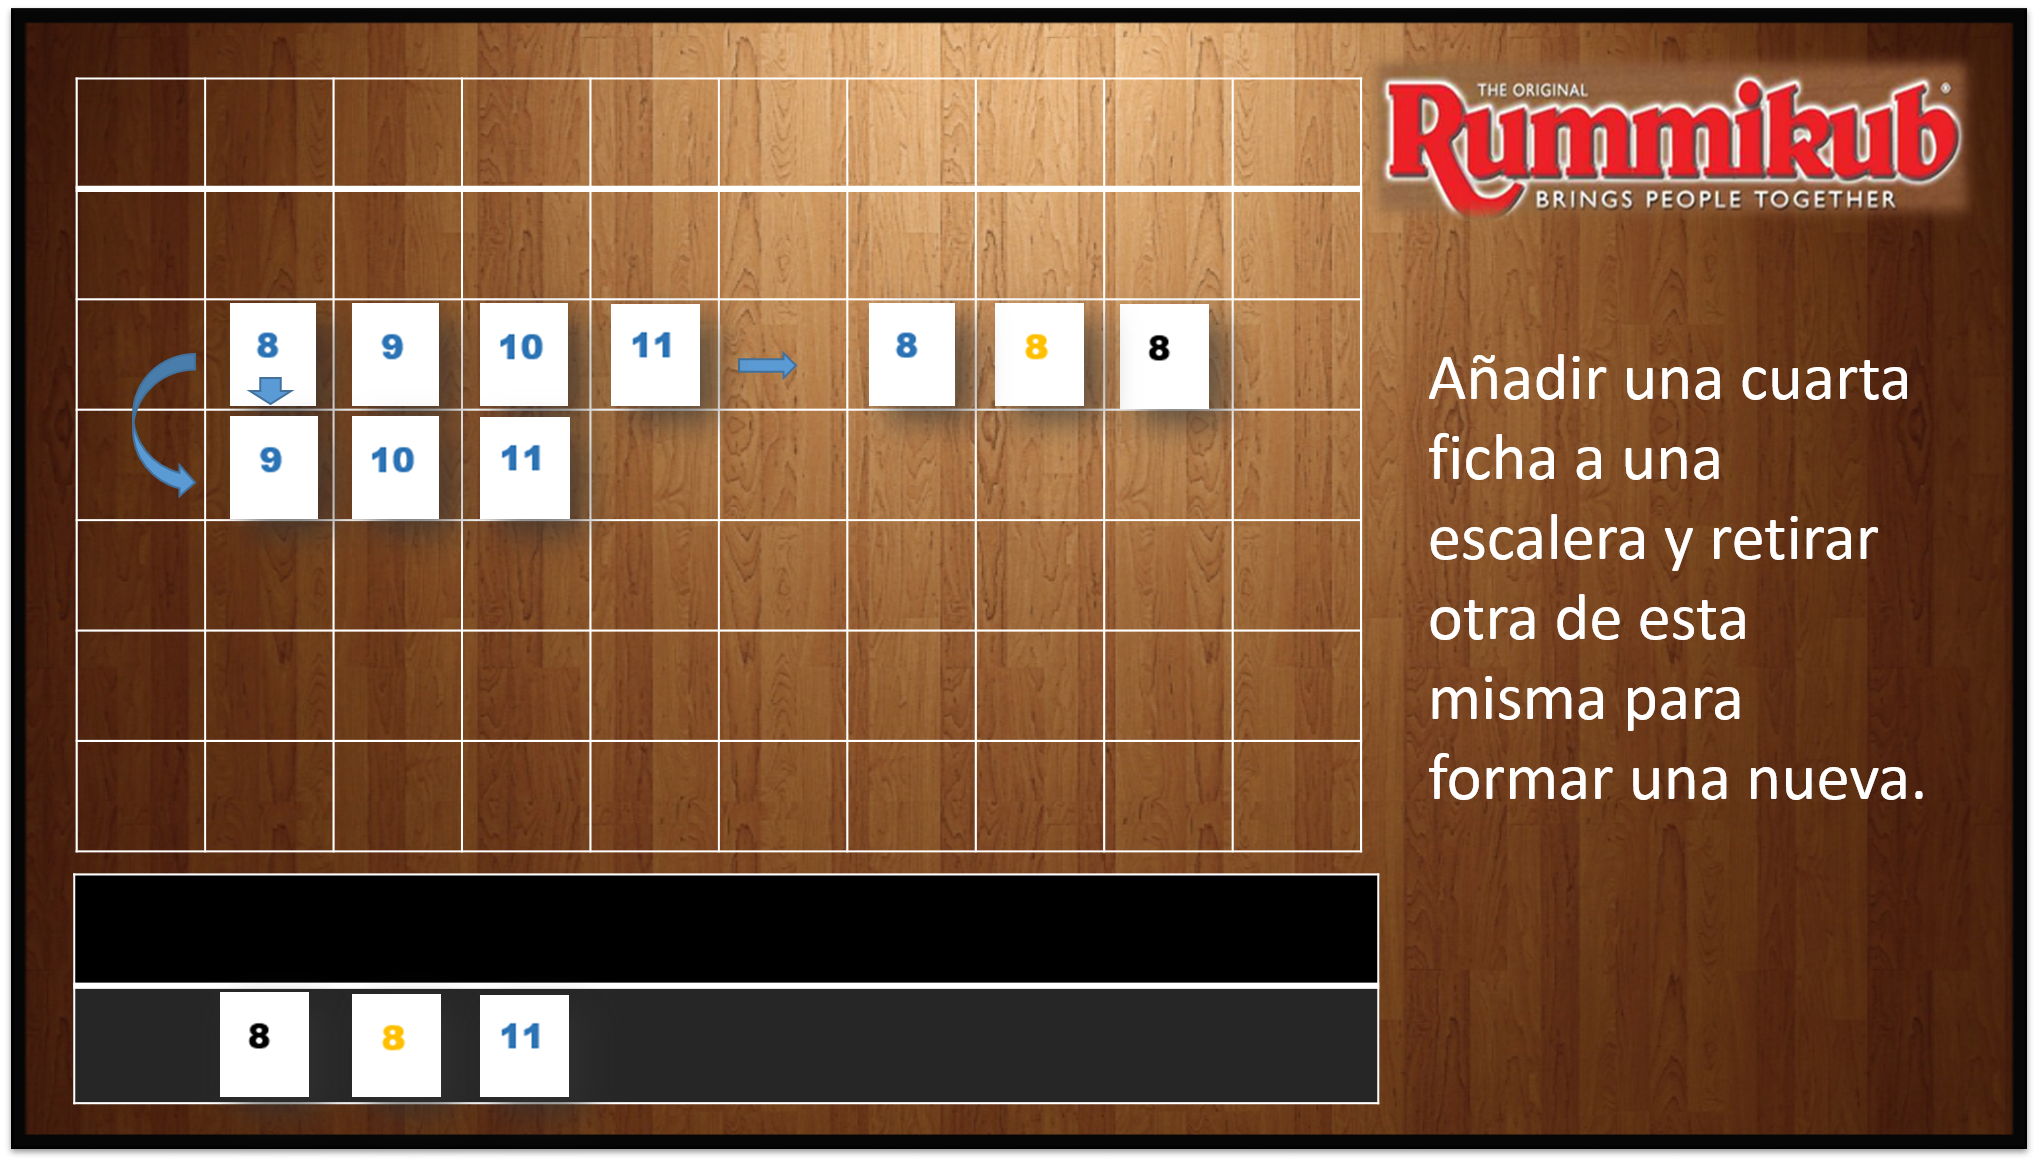 THE ORIGINAL
Rummikub®
BRINGS PEOPLE TOGETHER
8 9 10 11 8 8 8
9 10 11
Añadir una cuarta
ficha a una
escalera y retirar
otra de esta
misma para
formar una nueva.
8 8 11